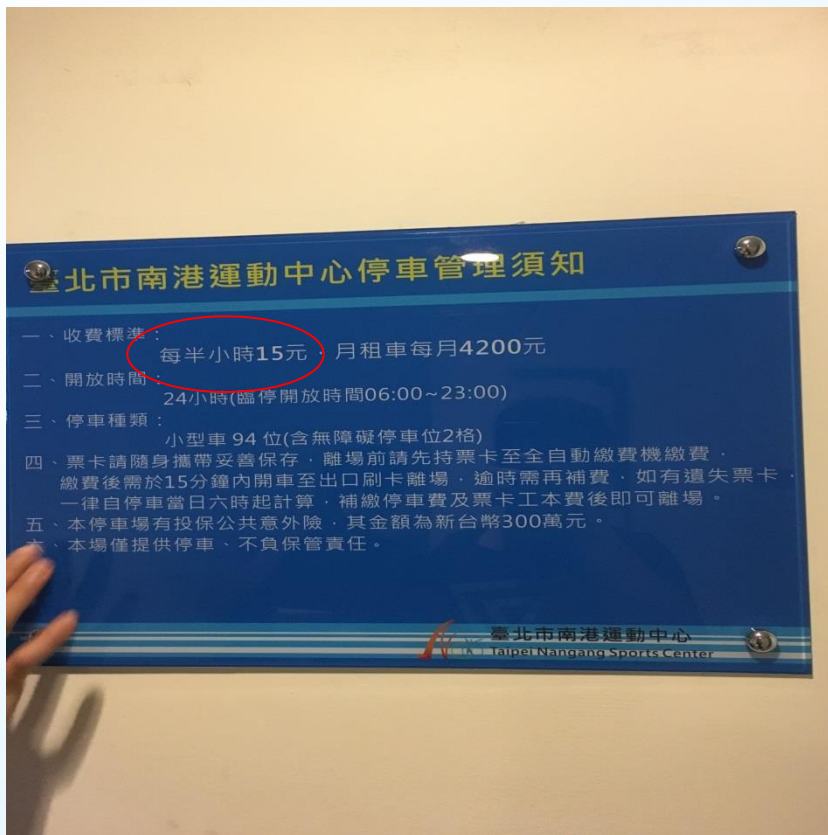 臺北市南港運動中心停車管理須知
一、收費標準：
每半小時15元，月租車每月4200元
二、開放時間：
24小時(臨停開放時間06:00~23:00)
三、停車種類：
小型車 94 位(含無障礙停車位2格)
四、票卡請隨身攜帶妥善保存，離場前請先持票卡至全自動繳費機繳費，
繳費後需於15分鐘內開車至出口刷卡離場，逾時需再補費，如有遺失票卡，
一律自停車當日六時起計算，補繳停車費及票卡工本費後即可離場。
五、本停車場有投保公共意外險，其金額為新台幣300萬元。
六、本場僅提供停車、不負保管責任。
臺北市南港運動中心
Taipei Nangang Sports Center